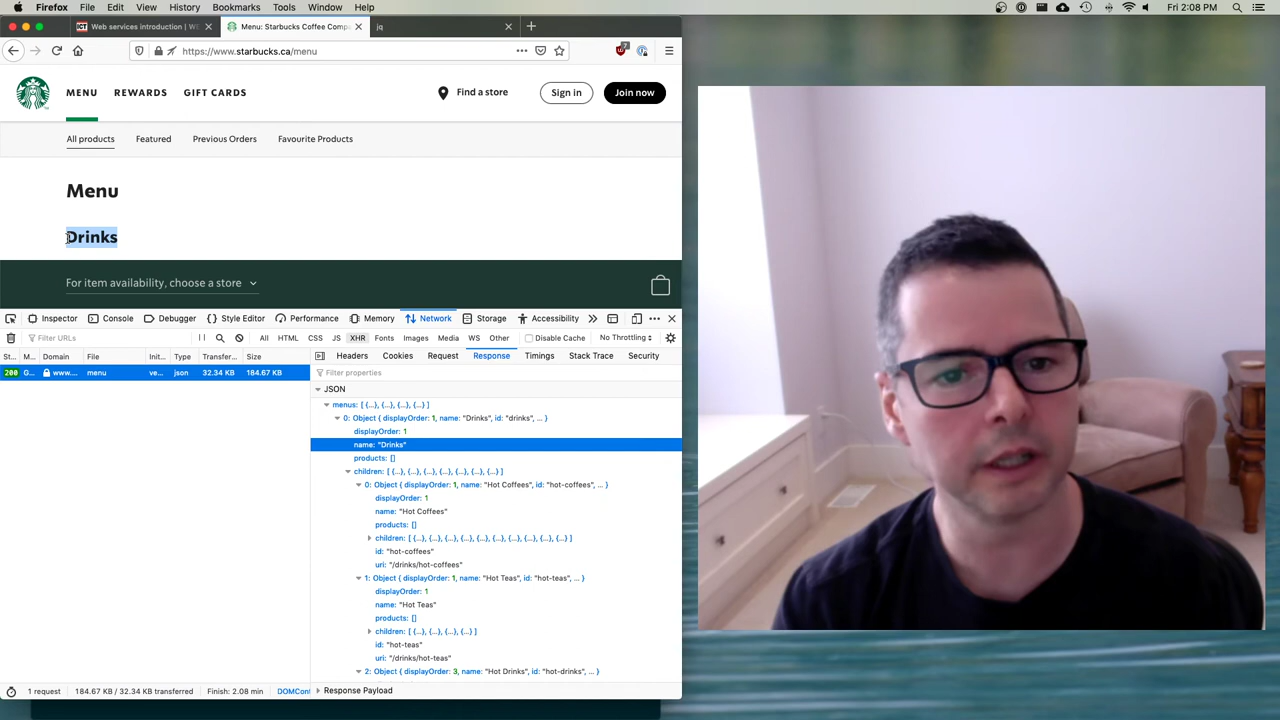 Firefox File Edit View History Bookmarks Tools Window Help
Fri 2:08 PM
Web services introduction | W
Menu: Starbucks Coffee Comp
jq
https://www.starbucks.ca/menu
MENU REWARDS GIFT CARDS
Find a store
Sign in
Join now
All products Featured Previous Orders Favourite Products
Menu
Drinks
For item availability, choose a store
Inspector Console Debugger Style Editor Performance Memory Network Storage Accessibility
Filter URLs
All HTML CSS JS XHR Fonts Images Media WS Other Disable Cache No Throttling
St... M... Domain File Init... Type Transfer... Size
200 G... www.... menu ve... json 32.34 KB 184.67 KB
Headers Cookies Request Response Timings Stack Trace Security
Filter properties
JSON
menus: [ {…}, {…}, {…}, {…} ]
0: Object { displayOrder: 1, name: "Drinks", id: "drinks", … }
displayOrder: 1
name: "Drinks"
products: []
children: [ {…}, {…}, {…}, {…}, {…}, {…} ]
0: Object { displayOrder: 1, name: "Hot Coffees", id: "hot-coffees", … }
displayOrder: 1
name: "Hot Coffees"
products: []
children: [ {…}, {…}, {…}, {…}, {…}, {…}, {…}, {…}, {…} ]
id: "hot-coffees"
uri: "/drinks/hot-coffees"
1: Object { displayOrder: 1, name: "Hot Teas", id: "hot-teas", … }
displayOrder: 1
name: "Hot Teas"
products: []
children: [ {…}, {…}, {…}, {…} ]
id: "hot-teas"
uri: "/drinks/hot-teas"
2: Object { displayOrder: 3, name: "Hot Drinks", id: "hot-drinks", … }
1 request 184.67 KB / 32.34 KB transferred Finish: 2.08 min DOMCont
Response Payload